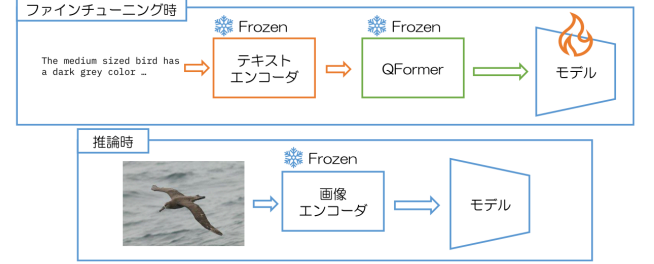 ファインチューニング時
Frozen
Frozen
The medium sized bird has
a dark grey color …
テキスト
エンコーダ
QFormer
モデル
推論時
Frozen
画像
エンコーダ
モデル